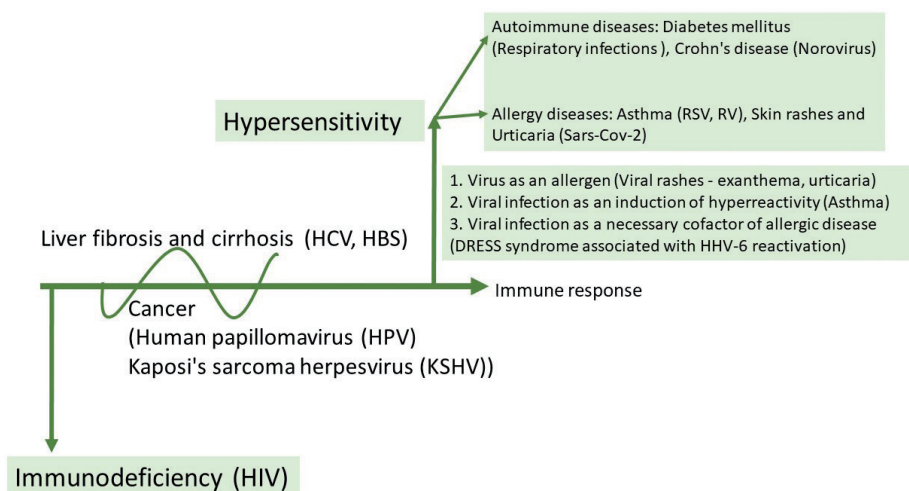 Autoimmune diseases: Diabetes mellitus
(Respiratory infections ), Crohn's disease (Norovirus)
Hypersensitivity
Allergy diseases: Asthma (RSV, RV), Skin rashes and
Urticaria (Sars-Cov-2)
1. Virus as an allergen (Viral rashes - exanthema, urticaria)
2. Viral infection as an induction of hyperreactivity (Asthma)
3. Viral infection as a necessary cofactor of allergic disease
(DRESS syndrome associated with HHV-6 reactivation)
Liver fibrosis and cirrhosis (HCV, HBS)
Immune response
Cancer
(Human papillomavirus (HPV)
Kaposi's sarcoma herpesvirus (KSHV))
Immunodeficiency (HIV)